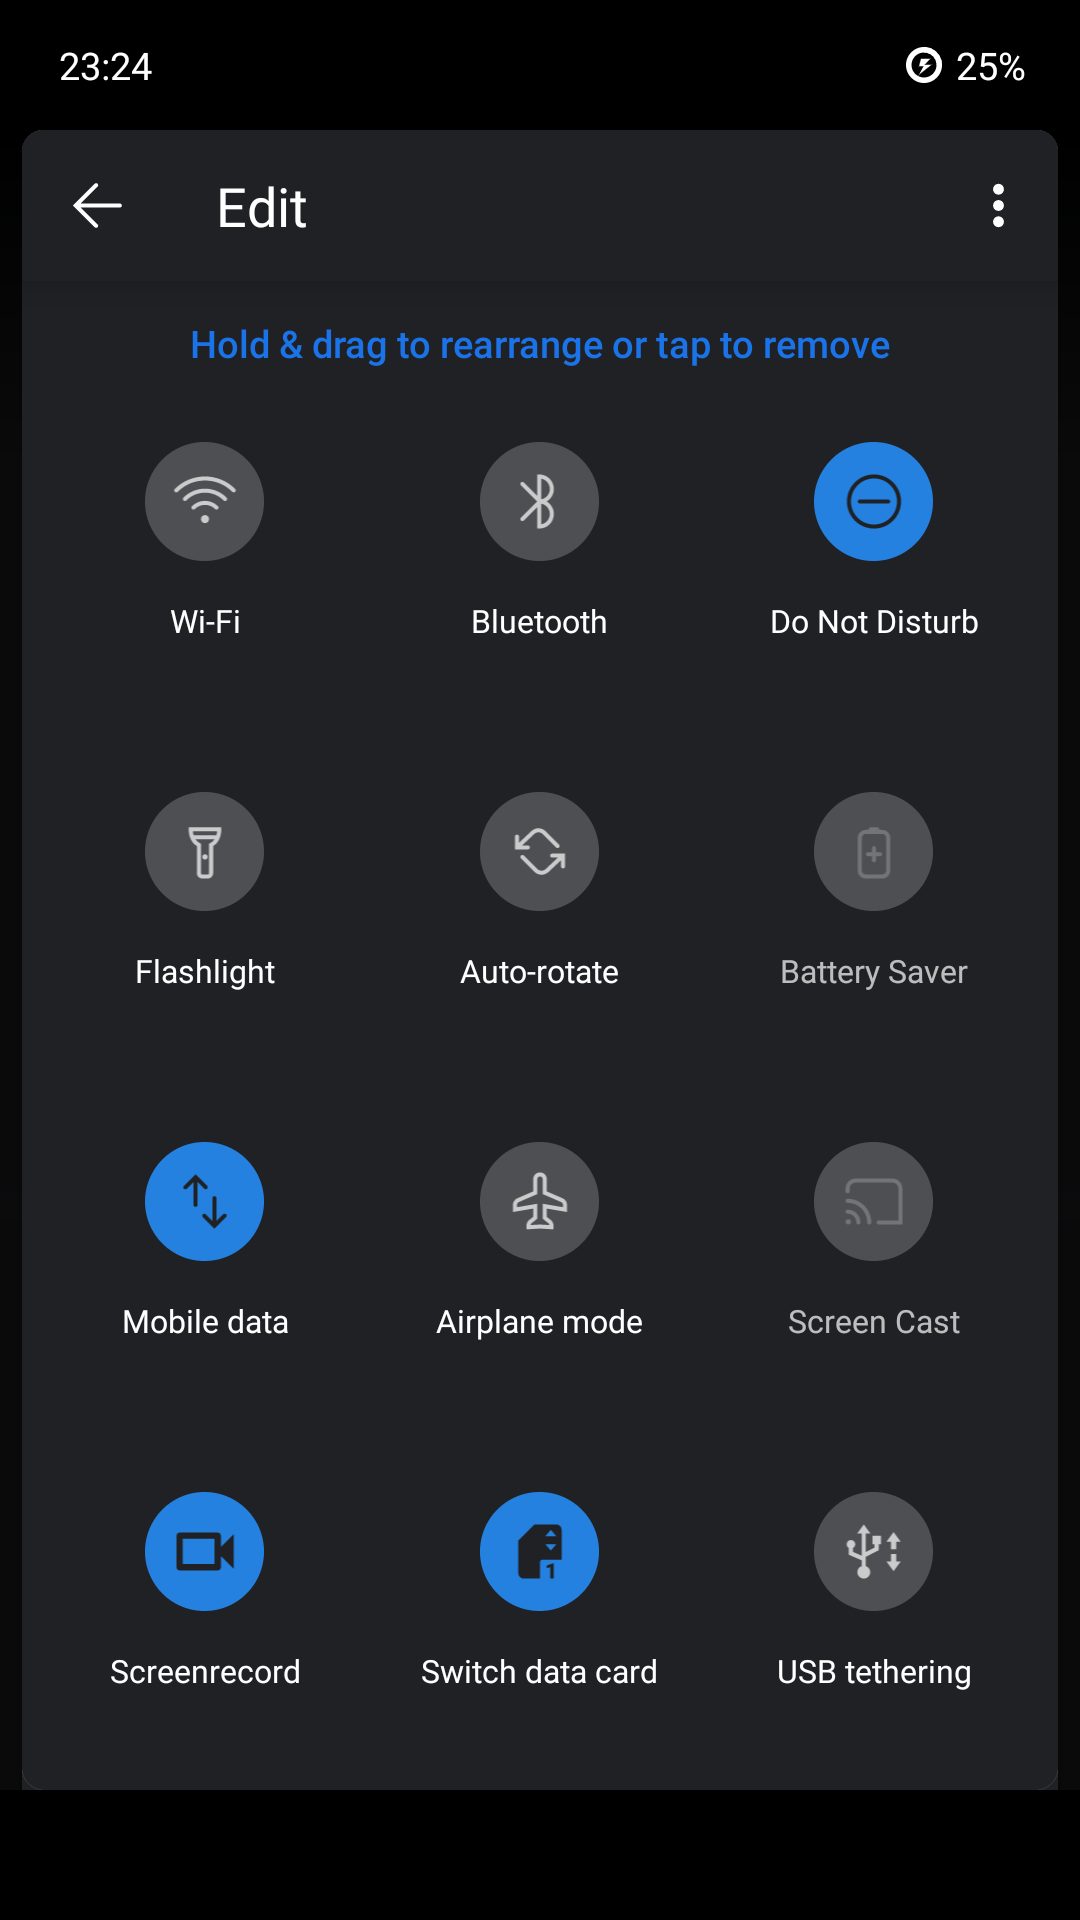 23:24 25%
Edit
Hold & drag to rearrange or tap to remove
Wi-Fi Bluetooth Do Not Disturb
Flashlight Auto-rotate Battery Saver
Mobile data Airplane mode Screen Cast
1
Screenrecord Switch data card USB tethering